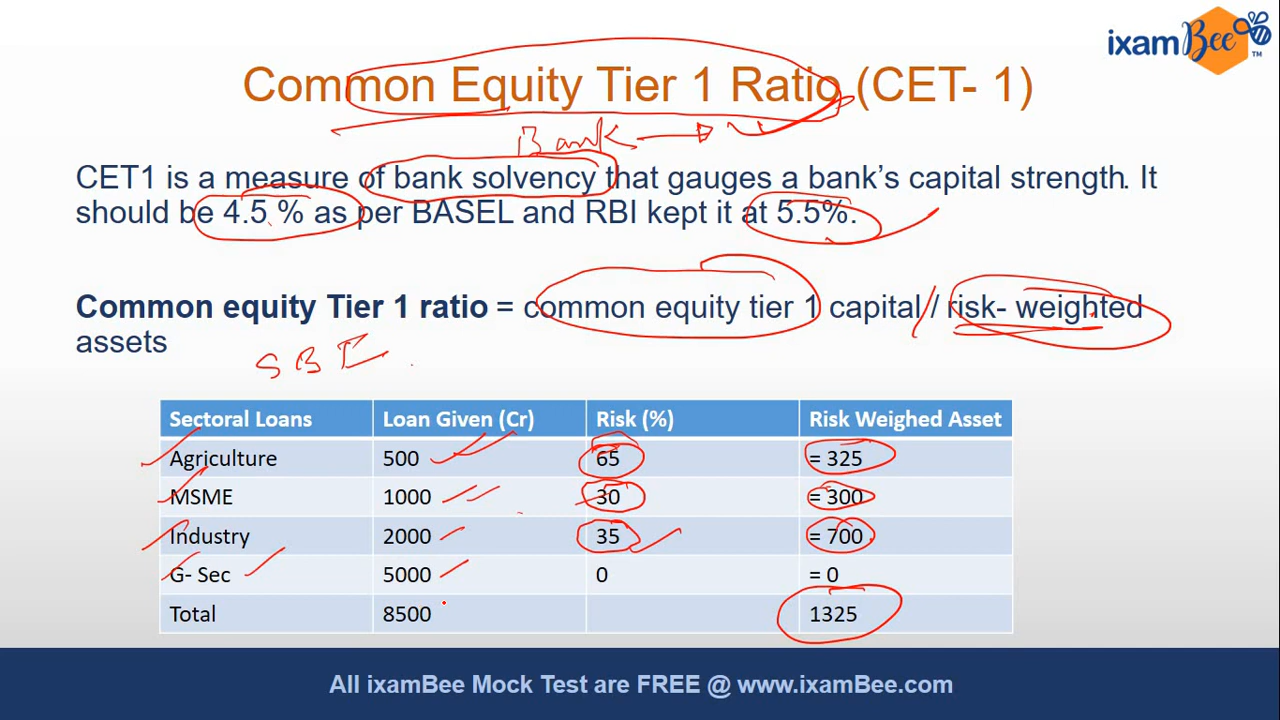 ixamBee
TM
Common Equity Tier 1 Ratio (CET- 1)
Bank
CET1 is a measure of bank solvency that gauges a bank's capital strength. It
should be 4.5 % as per BASEL and RBI kept it at 5.5%.
Common equity Tier 1 ratio = common equity tier 1 capital / risk- weighted
assets
SBI
Sectoral Loans Loan Given (Cr) Risk (%) Risk Weighed Asset
Agriculture 500 65 = 325
MSME 1000 30 = 300
Industry 2000 35 = 700
G- Sec 5000 0 = 0
Total 8500 1325
All ixamBee Mock Test are FREE @ www.ixamBee.com